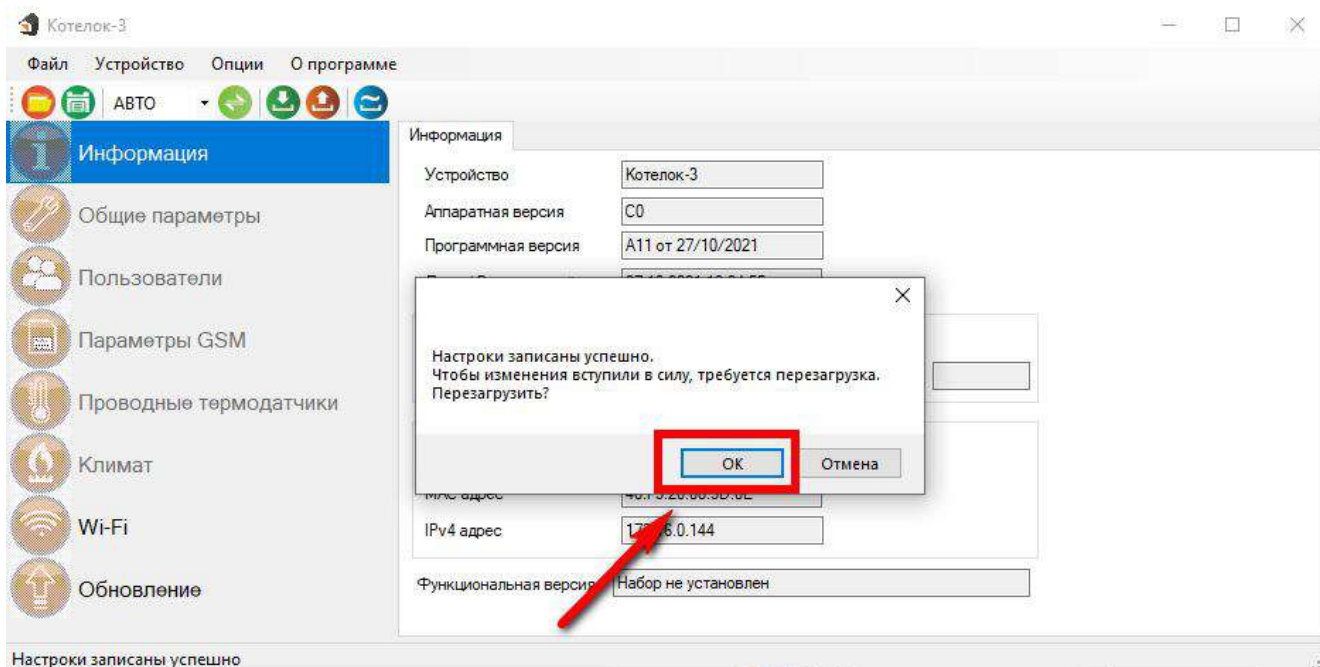 Котелок-3
Файл Устройство Опции О программе
АВТО
Информация
Общие параметры
Пользователи
Параметры GSM
Проводные термодатчики
Климат
Wi-Fi
Обновление
Информация
Устройство Котелок-3
Аппаратная версия C0
Программная версия A11 от 27/10/2021
Настроки записаны успешно.
Чтобы изменения вступили в силу, требуется перезагрузка.
Перезагрузить?
OK Отмена
MAC адрес
IPv4 адрес
Функциональная версия Набор не установлен
Настроки записаны успешно